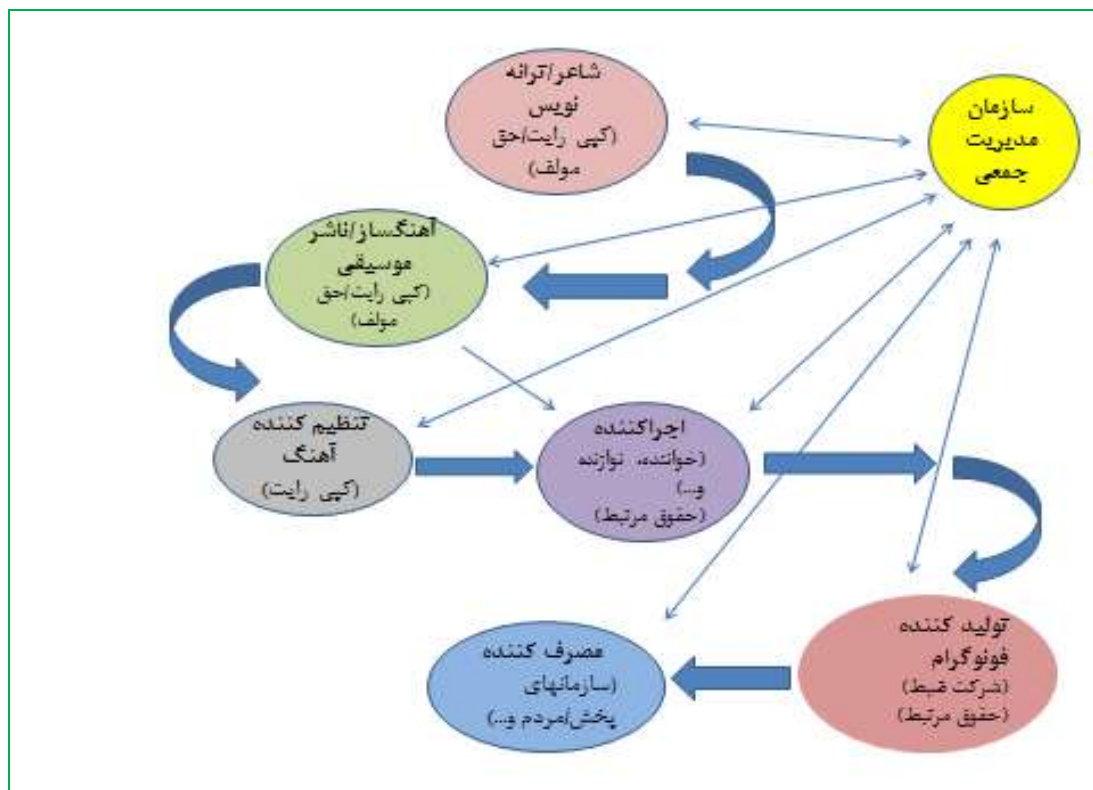 شاعر/ترانه
نویس
(کپی رایت/حق
مولف)
سازمان
مدیریت
جمعی
آهنگساز/ناشر
موسیقی
(کپی رایت/حق
مولف)
تنظیم کننده
آهنگ
(کپی رایت)
اجراکننده
(خواننده، نوازنده
و...)
(حقوق مرتبط)
تولید کننده
فونوگرام
(شرکت ضبط)
(حقوق مرتبط)
مصرف کننده
(سازمانهای
پخش/مردم و...)